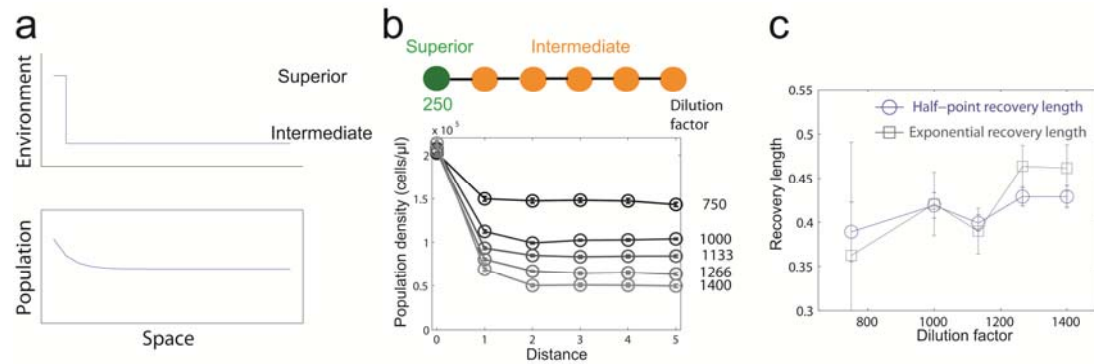 a
Environment
Superior
Intermediate
Population
Space
b
Superior
Intermediate
250
Dilution
factor
× 10⁵
Population density (cells/µl)
2
1.5
1
0.5
0
750
1000
1133
1266
1400
0 1 2 3 4 5
Distance
c
Recovery length
0.55
0.5
0.45
0.4
0.35
0.3
Half-point recovery length
Exponential recovery length
800 1000 1200 1400
Dilution factor